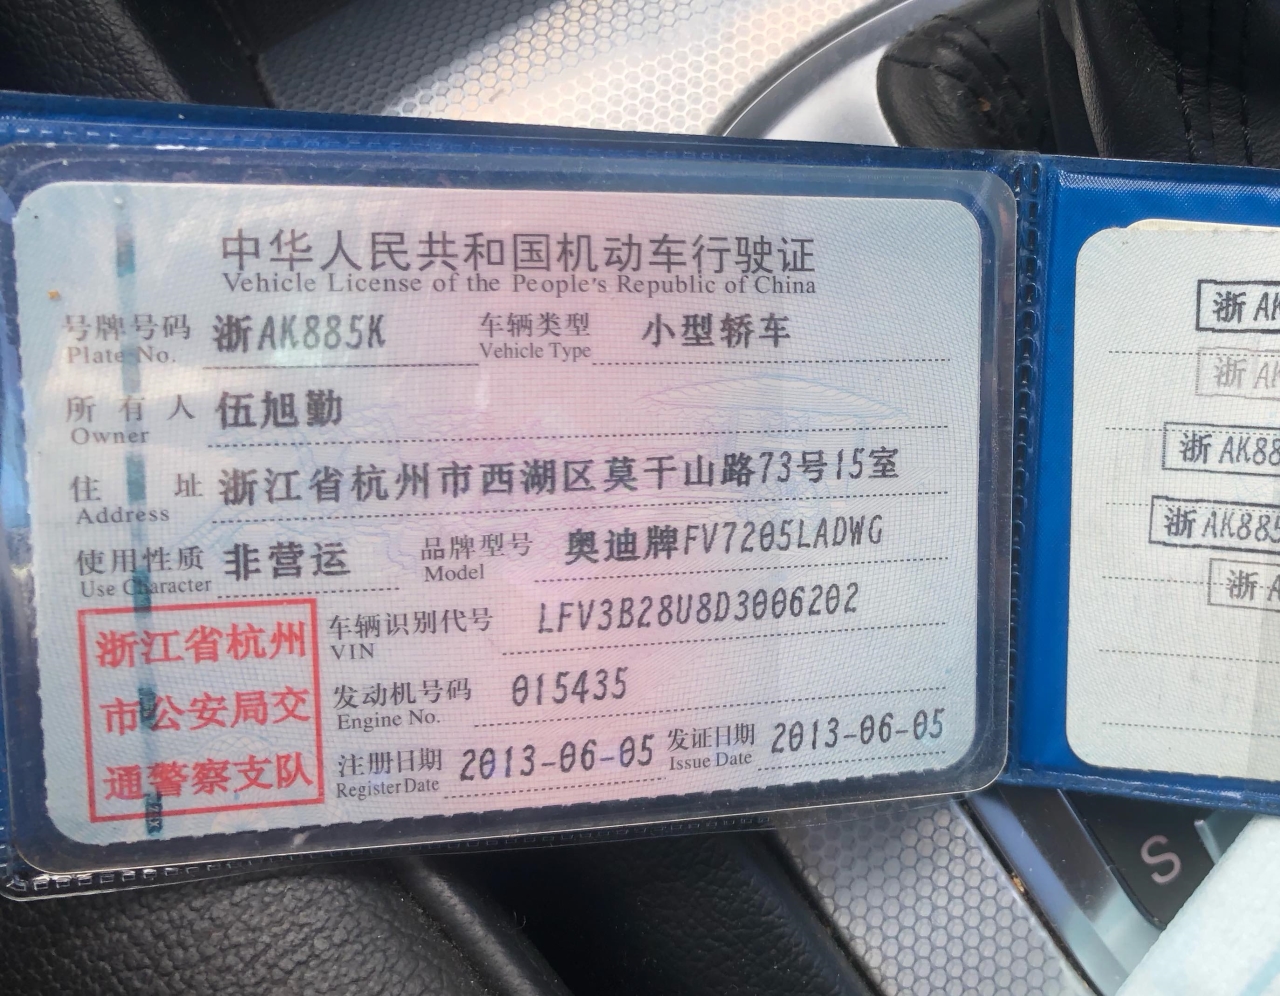 中华人民共和国机动车行驶证
Vehicle License of the People's Republic of China
号牌号码 浙AK885K 车辆类型 小型轿车
Plate No. Vehicle Type
所有人 伍旭勤
Owner
住址 浙江省杭州市西湖区莫干山路73号15室
Address
使用性质 非营运 品牌型号 奥迪牌FV7205LADWG
Use Character Model
车辆识别代号 LFV3B28U8D3006202
VIN
发动机号码 015435
Engine No.
注册日期 2013-06-05 发证日期 2013-06-05
Register Date Issue Date
浙江省杭州
市公安局交
通警察支队
浙AK
浙AK
浙AK88
浙AK885
浙A
S